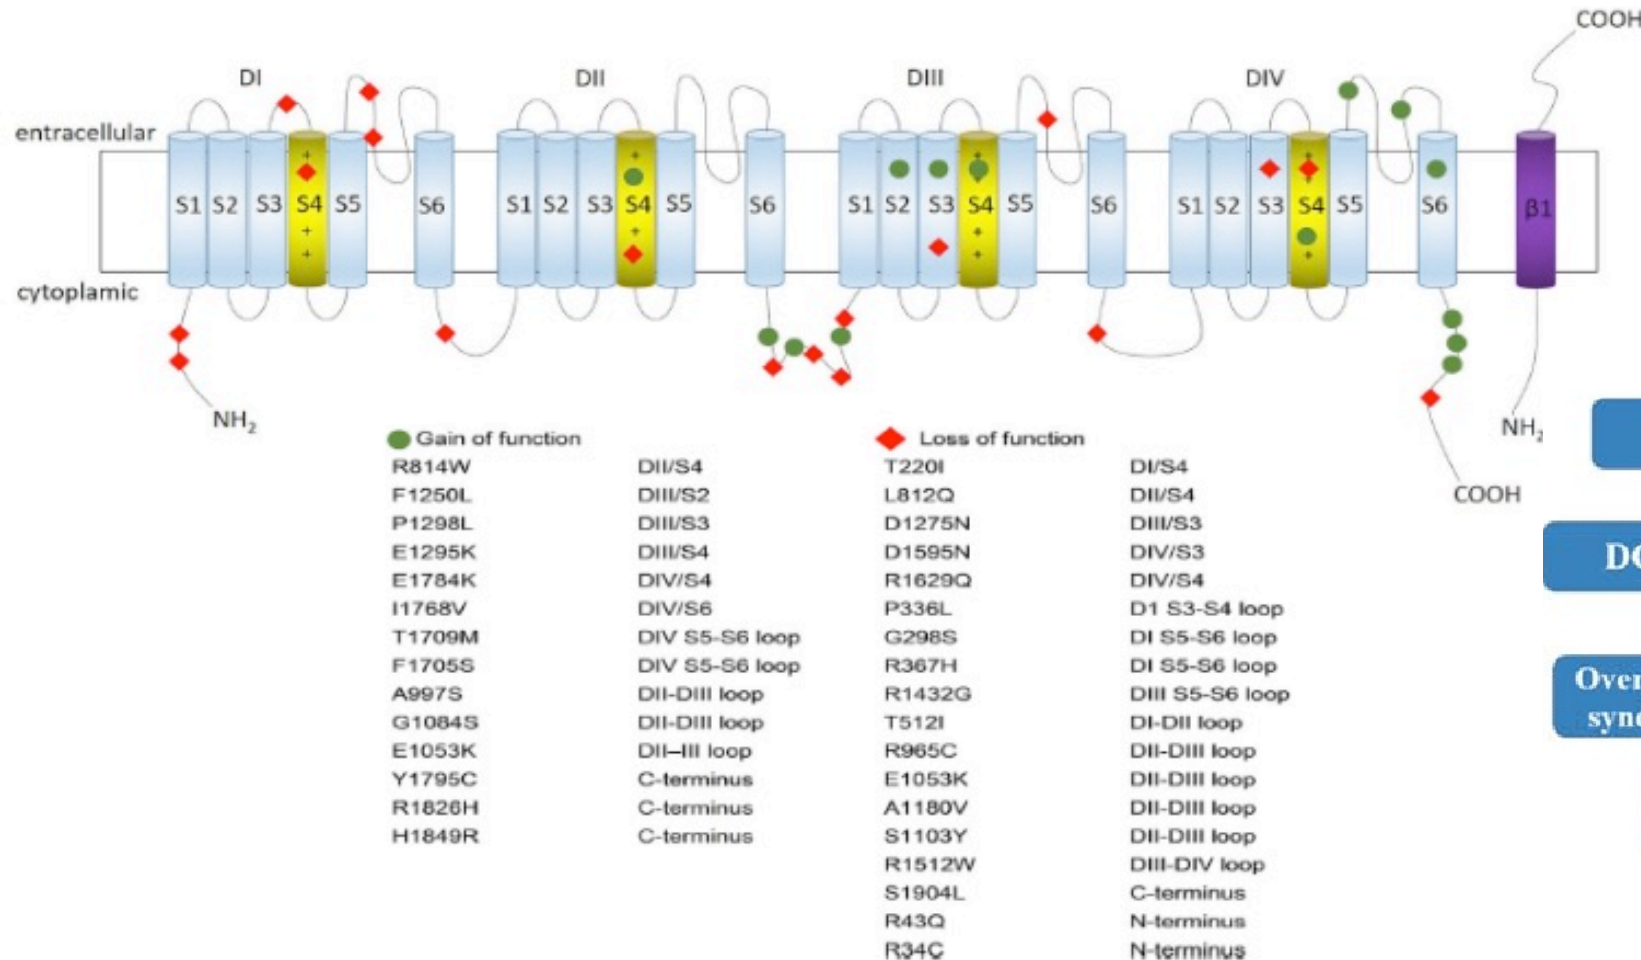 COOH
DI DII DIII DIV
entracellular
+ + + +
S1 S2 S3 S4 S5 S6 S1 S2 S3 S4 S5 S6 S1 S2 S3 S4 S5 S6 S1 S2 S3 S4 S5 S6 β1
+ + + +
+ + + +
cytoplamic
NH2 NH2
COOH
Gain of function Loss of function
R814W DII/S4 T220I DI/S4
F1250L DIII/S2 L812Q DII/S4
P1298L DIII/S3 D1275N DIII/S3
E1295K DIII/S4 D1595N DIV/S3
E1784K DIV/S4 R1629Q DIV/S4
I1768V DIV/S6 P336L D1 S3-S4 loop
T1709M DIV S5-S6 loop G298S DI S5-S6 loop
F1705S DIV S5-S6 loop R367H DI S5-S6 loop
A997S DII-DIII loop R1432G DIII S5-S6 loop
G1084S DII-DIII loop T512I DI-DII loop
E1053K DII–III loop R965C DII-DIII loop
Y1795C C-terminus E1053K DII-DIII loop
R1826H C-terminus A1180V DII-DIII loop
H1849R C-terminus S1103Y DII-DIII loop
R1512W DIII-DIV loop
S1904L C-terminus
R43Q N-terminus
R34C N-terminus